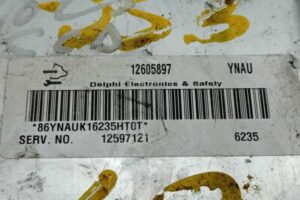 12605897 YNAU
Delphi Electronics & Safety
*86YNAUK16235HT0T*
SERV. NO. 12597121 6235